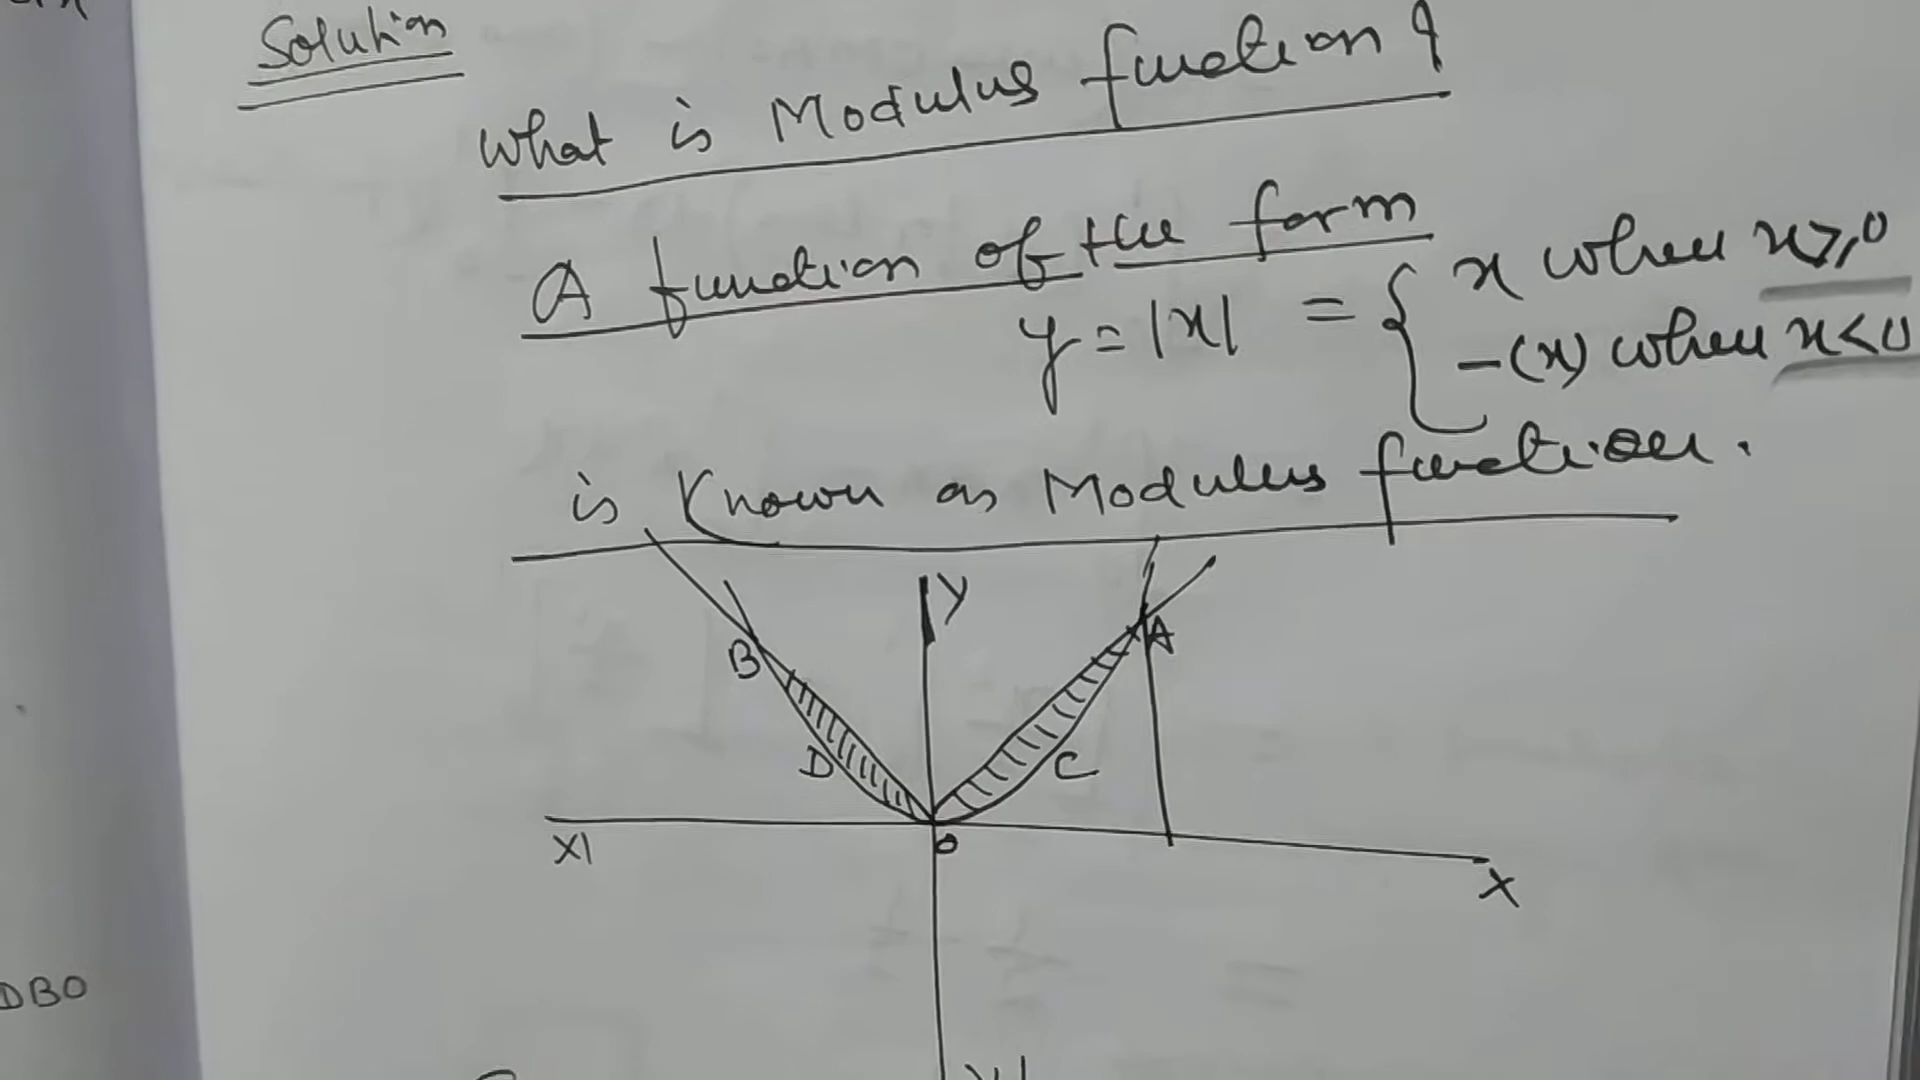 Solution
What is Modulus function ?
A function of the form
y = |x| = { x when x ≥ 0
-(x) when x < 0
is Known as Modulus function.
Y
B
A
D
C
O
X|
X
DBO